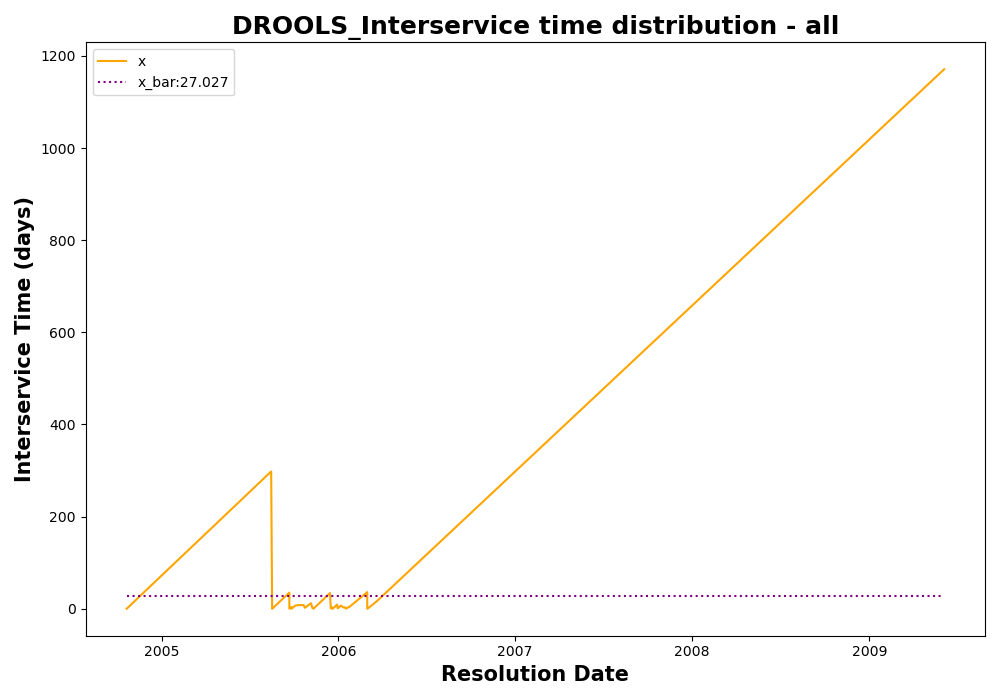 DROOLS_Interservice time distribution - all
x
x_bar:27.027
Interservice Time (days)
1200
1000
800
600
400
200
0
2005
2006
2007
2008
2009
Resolution Date